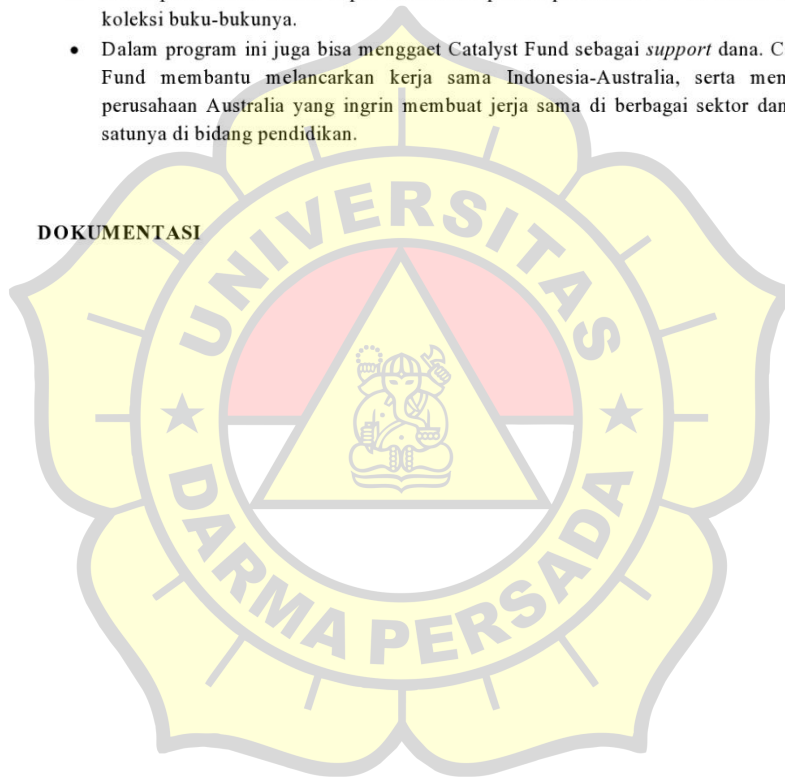 koleksi buku-bukunya.
• Dalam program ini juga bisa menggaet Catalyst Fund sebagai support dana. C
Fund membantu melancarkan kerja sama Indonesia-Australia, serta men
perusahaan Australia yang ingrin membuat jerja sama di berbagai sektor dan
satunya di bidang pendidikan.
DOKUMENTASI
UNIVERSITAS
DARMA PERSADA